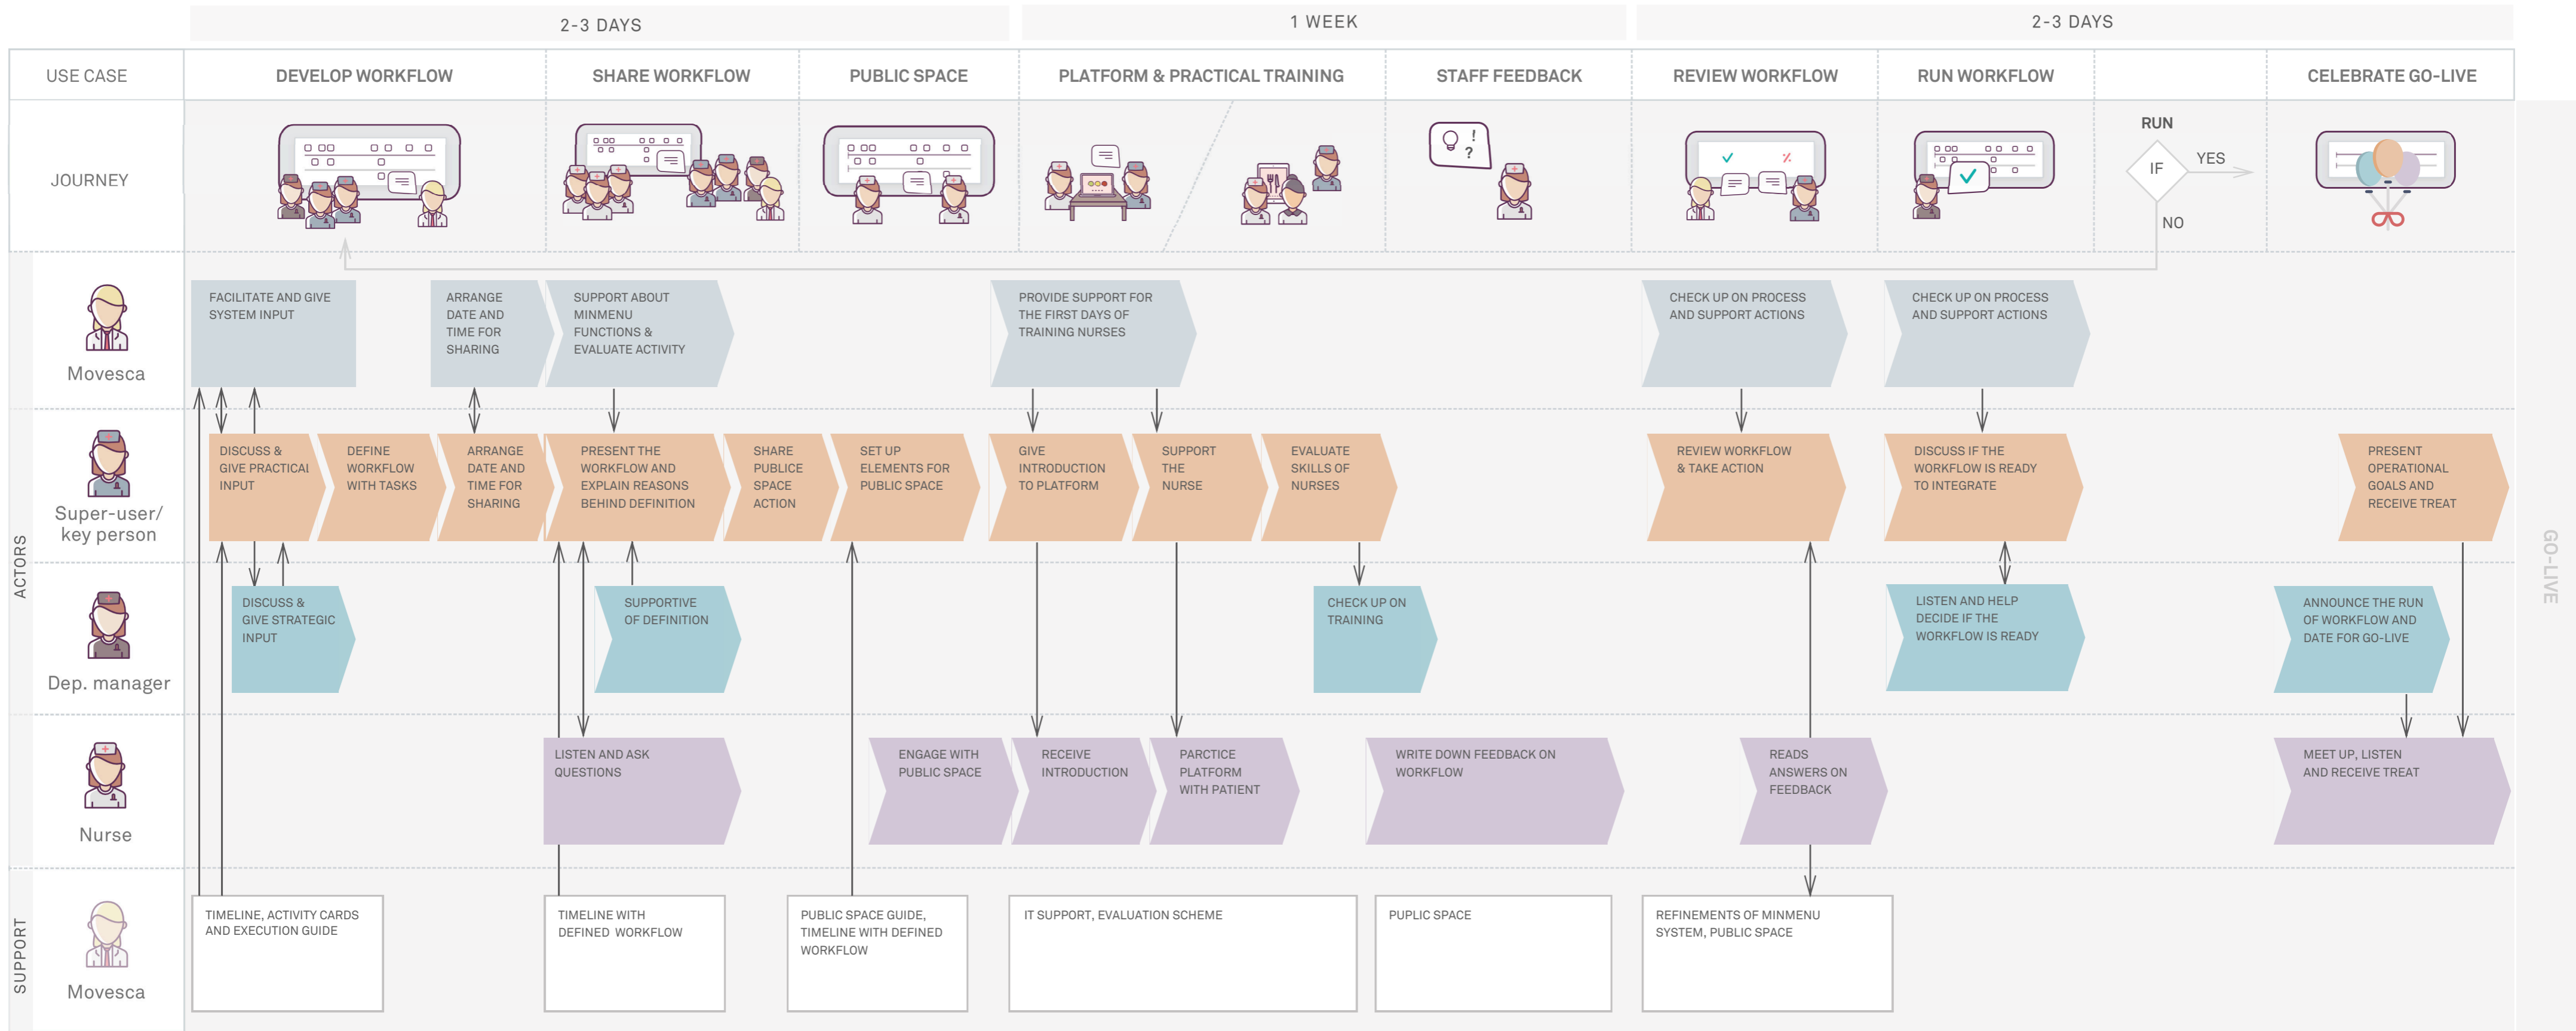 2-3 DAYS
1 WEEK
2-3 DAYS
USE CASE
DEVELOP WORKFLOW
SHARE WORKFLOW
PUBLIC SPACE
PLATFORM & PRACTICAL TRAINING
STAFF FEEDBACK
REVIEW WORKFLOW
RUN WORKFLOW
CELEBRATE GO-LIVE
JOURNEY
!
?
RUN
IF
YES
NO
ACTORS
Movesca
FACILITATE AND GIVE
SYSTEM INPUT
ARRANGE
DATE AND
TIME FOR
SHARING
SUPPORT ABOUT
MINMENU
FUNCTIONS &
EVALUATE ACTIVITY
PROVIDE SUPPORT FOR
THE FIRST DAYS OF
TRAINING NURSES
CHECK UP ON PROCESS
AND SUPPORT ACTIONS
CHECK UP ON PROCESS
AND SUPPORT ACTIONS
Super-user/
key person
DISCUSS &
GIVE PRACTICAL
INPUT
DEFINE
WORKFLOW
WITH TASKS
ARRANGE
DATE AND
TIME FOR
SHARING
PRESENT THE
WORKFLOW AND
EXPLAIN REASONS
BEHIND DEFINITION
SHARE
PUBLICE
SPACE
ACTION
SET UP
ELEMENTS FOR
PUBLIC SPACE
GIVE
INTRODUCTION
TO PLATFORM
SUPPORT
THE
NURSE
EVALUATE
SKILLS OF
NURSES
REVIEW WORKFLOW
& TAKE ACTION
DISCUSS IF THE
WORKFLOW IS READY
TO INTEGRATE
PRESENT
OPERATIONAL
GOALS AND
RECEIVE TREAT
Dep. manager
DISCUSS &
GIVE STRATEGIC
INPUT
SUPPORTIVE
OF DEFINITION
CHECK UP ON
TRAINING
LISTEN AND HELP
DECIDE IF THE
WORKFLOW IS READY
ANNOUNCE THE RUN
OF WORKFLOW AND
DATE FOR GO-LIVE
GO-LIVE
Nurse
LISTEN AND ASK
QUESTIONS
ENGAGE WITH
PUBLIC SPACE
RECEIVE
INTRODUCTION
PARCTICE
PLATFORM
WITH PATIENT
WRITE DOWN FEEDBACK ON
WORKFLOW
READS
ANSWERS ON
FEEDBACK
MEET UP, LISTEN
AND RECEIVE TREAT
SUPPORT
Movesca
TIMELINE, ACTIVITY CARDS
AND EXECUTION GUIDE
TIMELINE WITH
DEFINED WORKFLOW
PUBLIC SPACE GUIDE,
TIMELINE WITH DEFINED
WORKFLOW
IT SUPPORT, EVALUATION SCHEME
PUPLIC SPACE
REFINEMENTS OF MINMENU
SYSTEM, PUBLIC SPACE